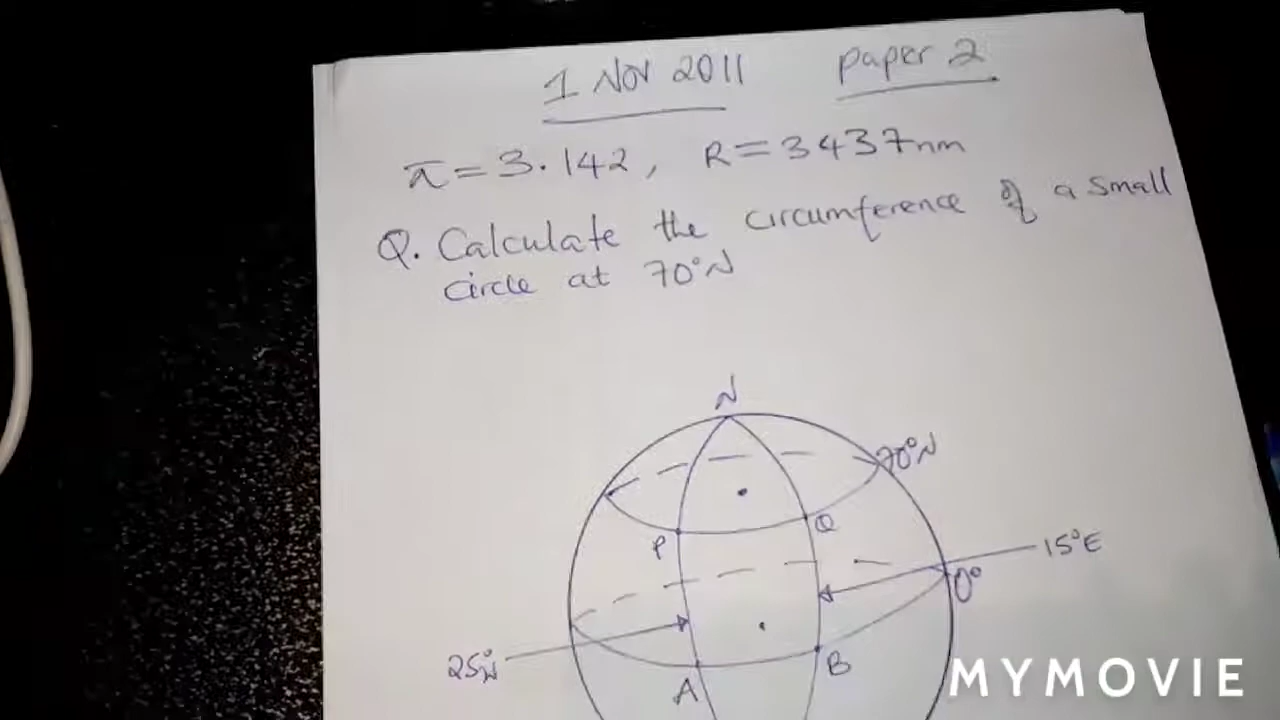 1 Nov 2011 paper 2
π = 3.142, R = 3437nm
Q. Calculate the circumference of a small
circle at 70°N
N
70°N
P
Q
15°E
0°
25°W
A
B
MYMOVIE